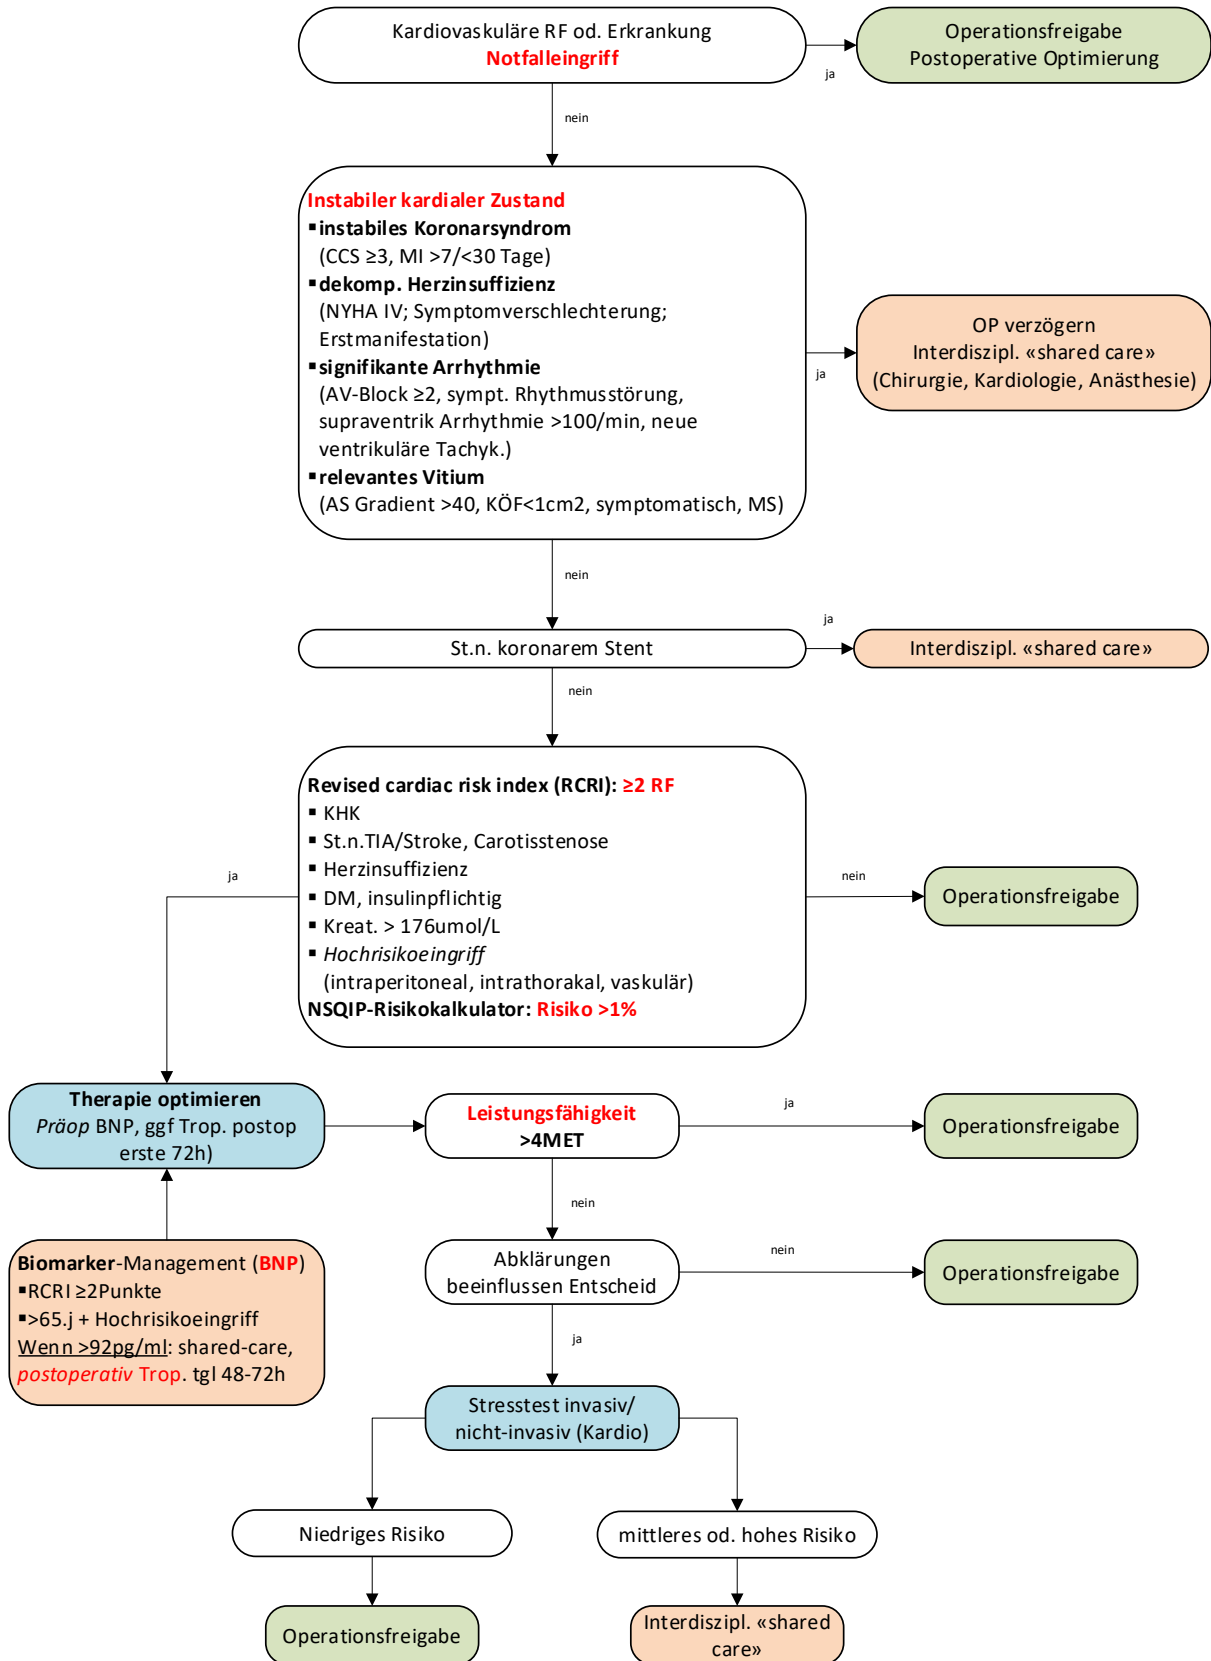 Kardiovaskuläre RF od. Erkrankung
Notfalleingriff
ja
Operationsfreigabe
Postoperative Optimierung
nein
Instabiler kardialer Zustand
▪instabiles Koronarsyndrom
(CCS ≥3, MI >7/<30 Tage)
▪dekomp. Herzinsuffizienz
(NYHA IV; Symptomverschlechterung;
Erstmanifestation)
▪signifikante Arrhythmie
(AV-Block ≥2, sympt. Rhythmusstörung,
supraventrik Arrhythmie >100/min, neue
ventrikuläre Tachyk.)
▪relevantes Vitium
(AS Gradient >40, KÖF<1cm2, symptomatisch, MS)
ja
OP verzögern
Interdiszipl. «shared care»
(Chirurgie, Kardiologie, Anästhesie)
nein
St.n. koronarem Stent
ja
Interdiszipl. «shared care»
nein
Revised cardiac risk index (RCRI): ≥2 RF
▪ KHK
▪ St.n.TIA/Stroke, Carotisstenose
▪ Herzinsuffizienz
▪ DM, insulinpflichtig
▪ Kreat. > 176umol/L
▪ Hochrisikoeingriff
(intraperitoneal, intrathorakal, vaskulär)
NSQIP-Risikokalkulator: Risiko >1%
nein
Operationsfreigabe
ja
Therapie optimieren
Präop BNP, ggf Trop. postop
erste 72h)
Leistungsfähigkeit
>4MET
ja
Operationsfreigabe
nein
Biomarker-Management (BNP)
▪RCRI ≥2Punkte
▪>65.j + Hochrisikoeingriff
Wenn >92pg/ml: shared-care,
postoperativ Trop. tgl 48-72h
Abklärungen
beeinflussen Entscheid
nein
Operationsfreigabe
ja
Stresstest invasiv/
nicht-invasiv (Kardio)
Niedriges Risiko
mittleres od. hohes Risiko
Operationsfreigabe
Interdiszipl. «shared
care»